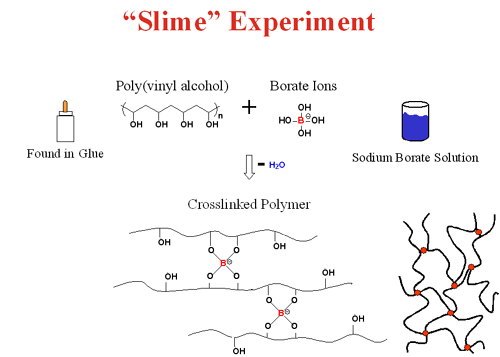 “Slime” Experiment
Poly(vinyl alcohol)
Borate Ions
n
OH OH OH OH
+
OH
HO B OH
OH
⊖
Found in Glue
Sodium Borate Solution
- H₂O
Crosslinked Polymer
OH
O O
B⊖
O O
OH
OH
OH
O O
B⊖
O O
OH
OH